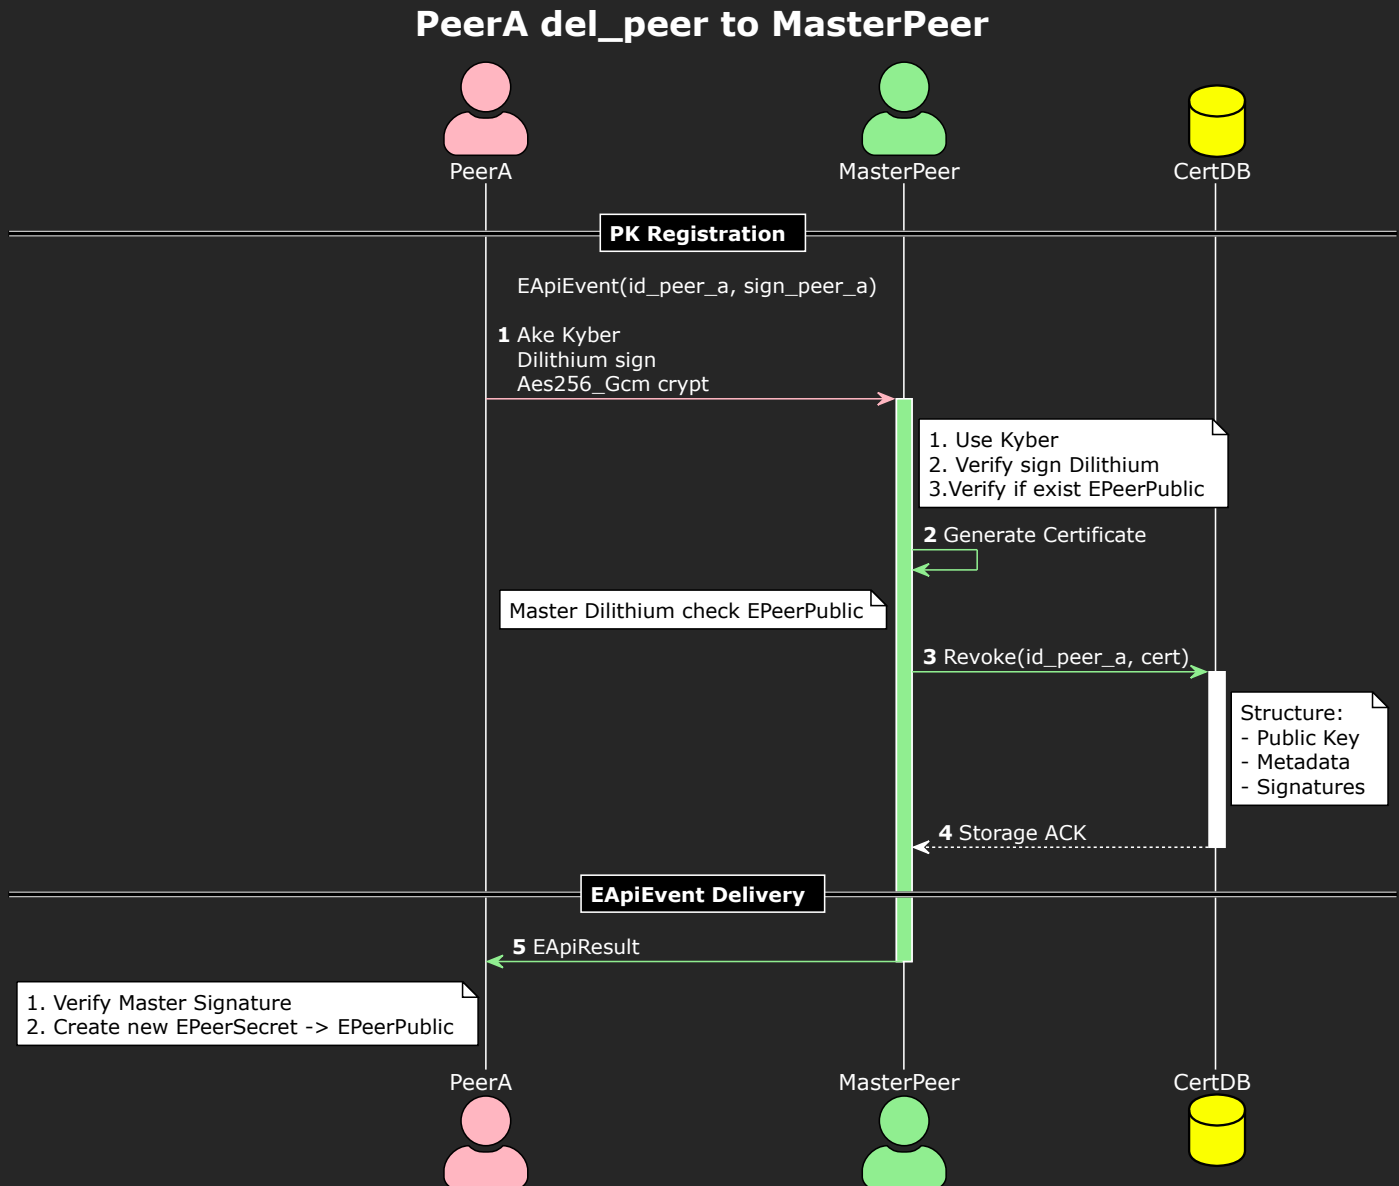 PeerA del_peer to MasterPeer
PeerA
MasterPeer
CertDB
PK Registration
EApiEvent(id_peer_a, sign_peer_a)
1 Ake Kyber
Dilithium sign
Aes256_Gcm crypt
1. Use Kyber
2. Verify sign Dilithium
3.Verify if exist EPeerPublic
2 Generate Certificate
Master Dilithium check EPeerPublic
3 Revoke(id_peer_a, cert)
Structure:
- Public Key
- Metadata
- Signatures
4 Storage ACK
EApiEvent Delivery
5 EApiResult
1. Verify Master Signature
2. Create new EPeerSecret -> EPeerPublic
PeerA
MasterPeer
CertDB